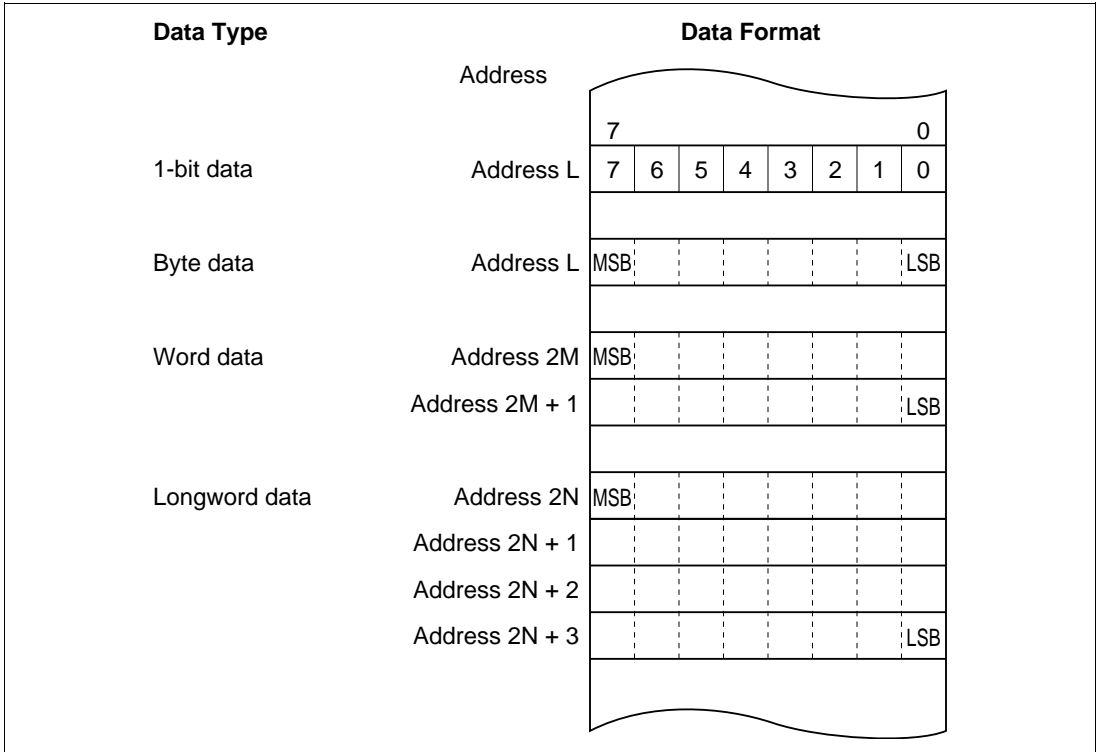 Data Type Data Format
Address
7 0
1-bit data Address L 7 6 5 4 3 2 1 0
Byte data Address L MSB LSB
Word data Address 2M MSB
Address 2M + 1 LSB
Longword data Address 2N MSB
Address 2N + 1
Address 2N + 2
Address 2N + 3 LSB